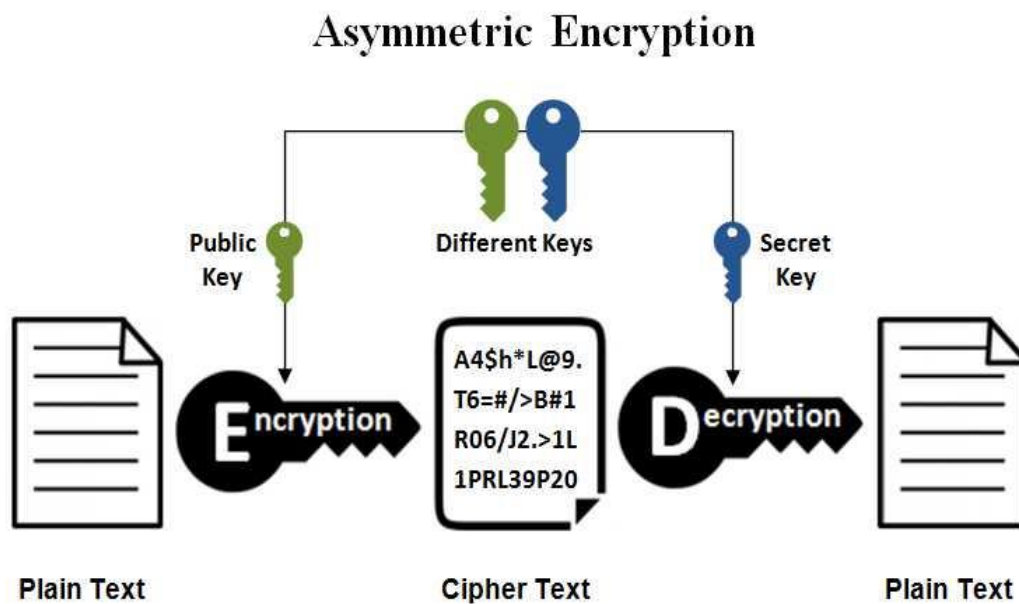 Asymmetric Encryption
Public
Key
Different Keys
Secret
Key
Encryption
A4$h*L@9.
T6=#/>B#1
R06/J2.>1L
1PRL39P20
Decryption
Plain Text
Cipher Text
Plain Text